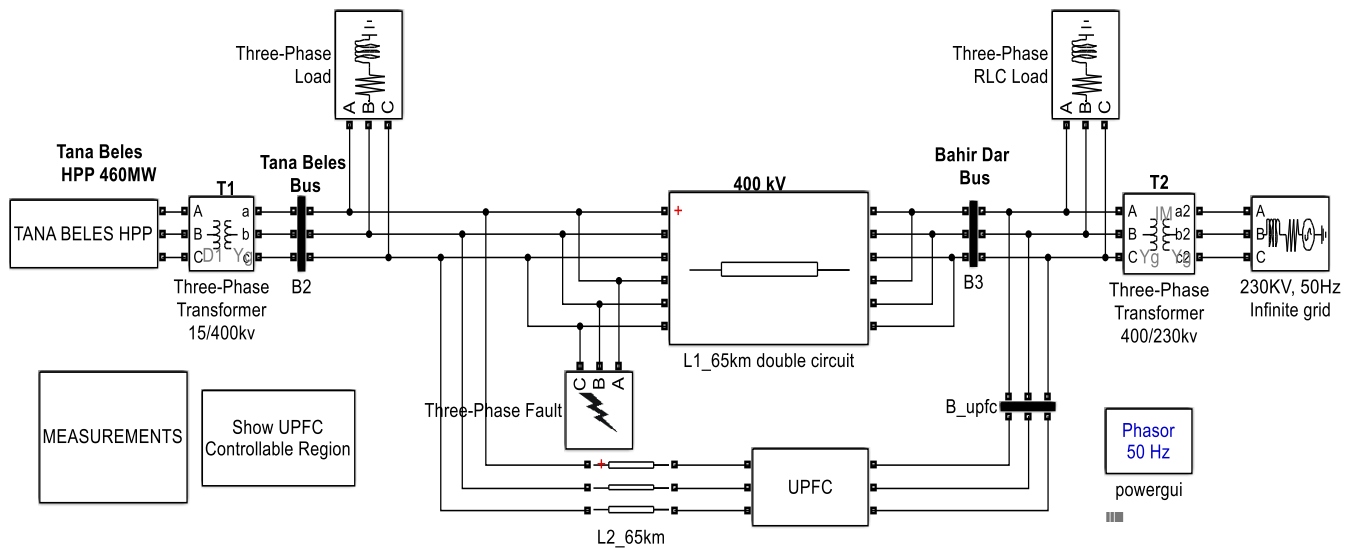 Three-Phase
Load
A B C
Three-Phase
RLC Load
A B C
Tana Beles
HPP 460MW
TANA BELES HPP
T1
A a
B b
C c
D1 Yg
Three-Phase
Transformer
15/400kv
Tana Beles
Bus
B2
400 kV
+
L1_65km double circuit
Bahir Dar
Bus
B3
T2
IM
A a2
B b2
C c2
Yg Yg
Three-Phase
Transformer
400/230kv
A
B
C
230KV, 50Hz
Infinite grid
C B A
Three-Phase Fault
MEASUREMENTS
Show UPFC
Controllable Region
+
L2_65km
UPFC
B_upfc
Phasor
50 Hz
powergui